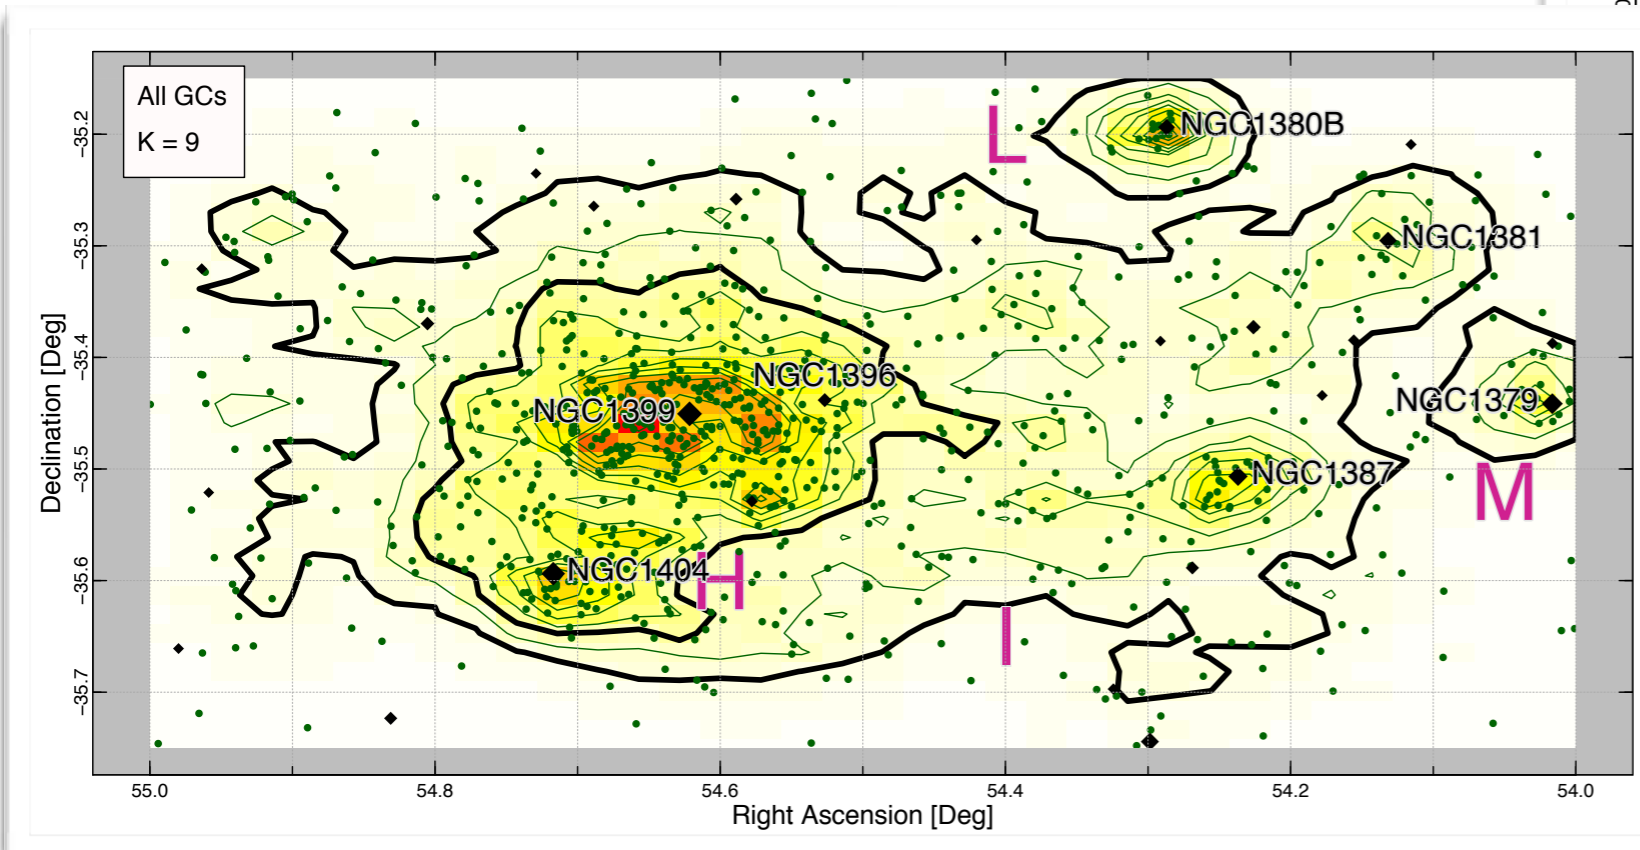 All GCs
K = 9
L
NGC1380B
NGC1381
NGC1396
NGC1399
NGC1379
NGC1387
M
NGC1404
H
I
−35.2
−35.3
−35.4
−35.5
−35.6
−35.7
Declination [Deg]
55.0 54.8 54.6 54.4 54.2 54.0
Right Ascension [Deg]